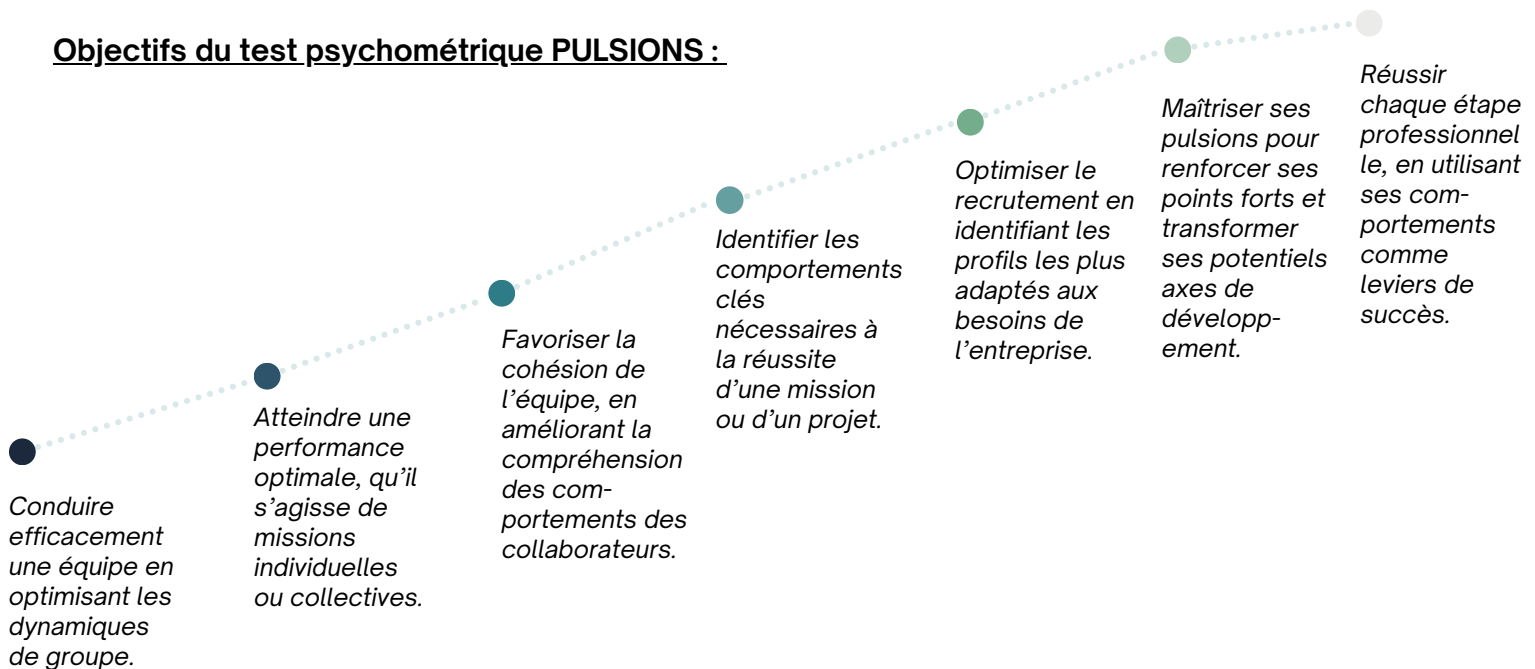 Objectifs du test psychométrique PULSIONS :
Conduire
efficacement
une équipe en
optimisant les
dynamiques
de groupe.
Atteindre une
performance
optimale, qu’il
s’agisse de
missions
individuelles
ou collectives.
Favoriser la
cohésion de
l’équipe, en
améliorant la
compréhension
des com-
portements des
collaborateurs.
Identifier les
comportements
clés
nécessaires à
la réussite
d’une mission
ou d’un projet.
Optimiser le
recrutement en
identifiant les
profils les plus
adaptés aux
besoins de
l’entreprise.
Maîtriser ses
pulsions pour
renforcer ses
points forts et
transformer
ses potentiels
axes de
développ-
ement.
Réussir
chaque étape
professionnel
le, en utilisant
ses com-
portements
comme
leviers de
succès.